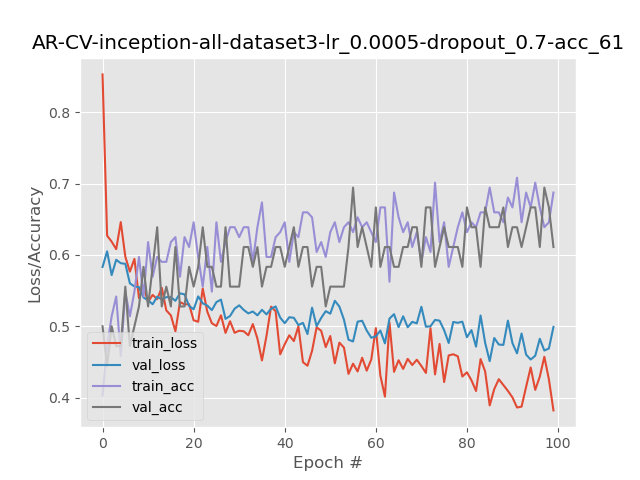 AR-CV-inception-all-dataset3-lr_0.0005-dropout_0.7-acc_61
Loss/Accuracy
0.8
0.7
0.6
0.5
0.4
train_loss
val_loss
train_acc
val_acc
0 20 40 60 80 100
Epoch #